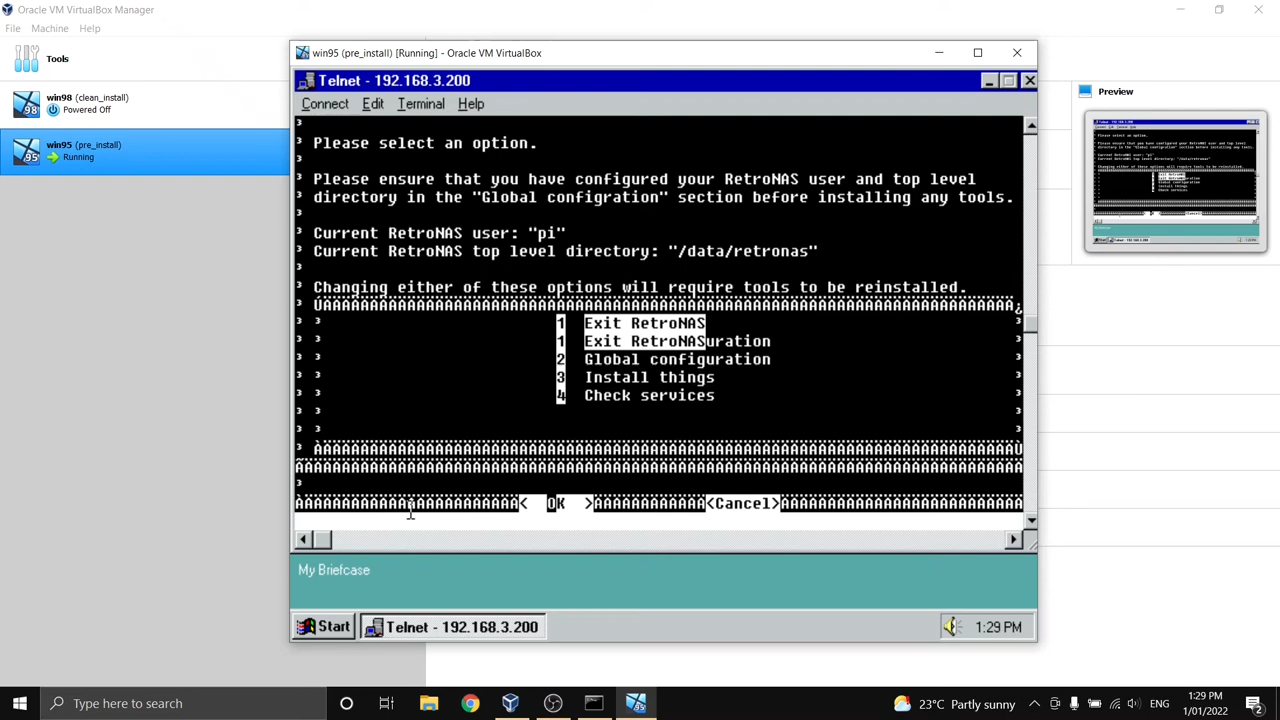 Oracle VM VirtualBox Manager
File Machine Help
Tools
win98 (clean_install)
Powered Off
win95 (pre_install)
Running
win95 (pre_install) [Running] - Oracle VM VirtualBox
Telnet - 192.168.3.200
Connect Edit Terminal Help
Please select an option.
Please ensure that you have configured your RetroNAS user and top level
directory in the "Global configration" section before installing any tools.
Current RetroNAS user: "pi"
Current RetroNAS top level directory: "/data/retronas"
Changing either of these options will require tools to be reinstalled.
1 Exit RetroNAS
1 Exit RetroNASuration
2 Global configuration
3 Install things
4 Check services
< OK >
<Cancel>
My Briefcase
Start
Telnet - 192.168.3.200
1:29 PM
Preview
Type here to search
23°C Partly sunny
ENG
1:29 PM
1/01/2022
2